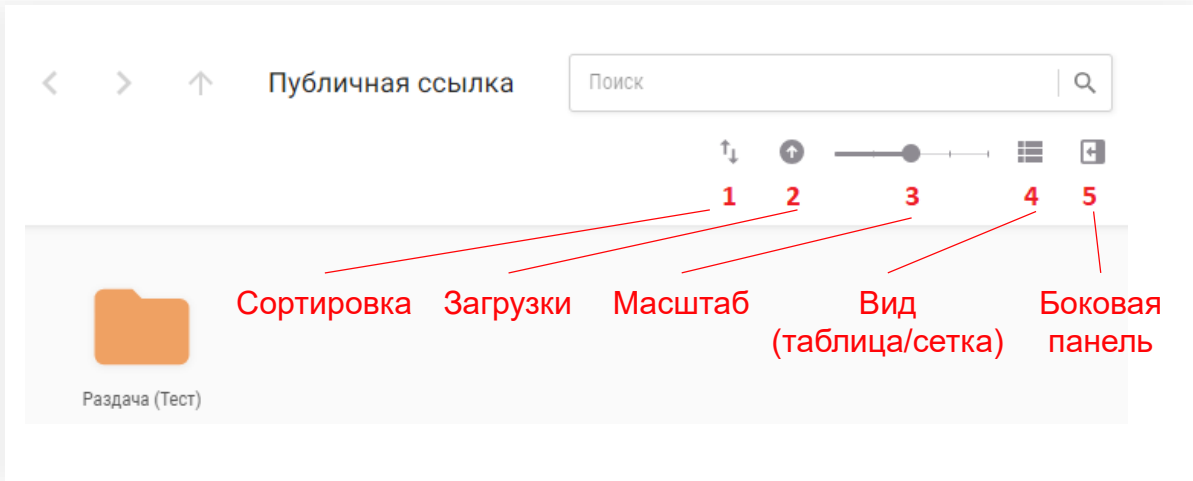 Публичная ссылка
Поиск
1 2 3 4 5
Сортировка Загрузки Масштаб Вид Боковая
(таблица/сетка) панель
Раздача (Тест)